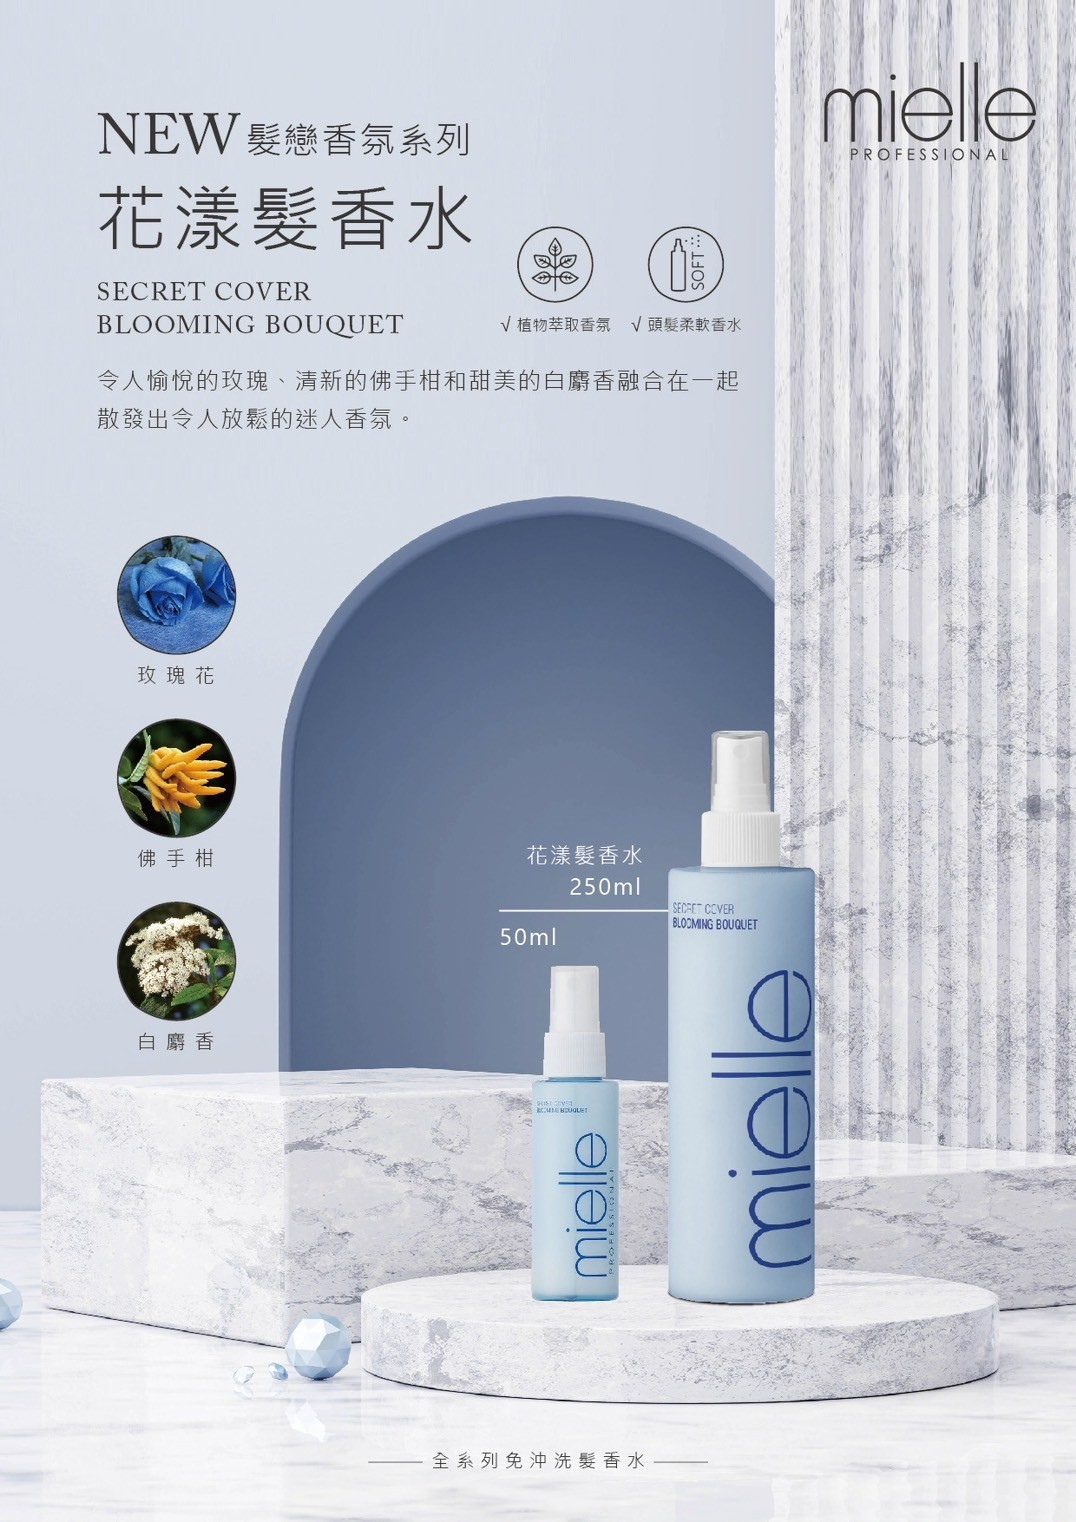 NEW 髮戀香氛系列
mielle
PROFESSIONAL
花漾髮香水
SECRET COVER
BLOOMING BOUQUET
SOFT
√ 植物萃取香氛
√ 頭髮柔軟香水
令人愉悅的玫瑰、清新的佛手柑和甜美的白麝香融合在一起
散發出令人放鬆的迷人香氛。
玫瑰花
佛手柑
白麝香
花漾髮香水
250ml
50ml
SECRET COVER
BLOOMING BOUQUET
mielle
SECRET COVER
BLOOMING BOUQUET
mielle
PROFESSIONAL
全系列免沖洗髮香水